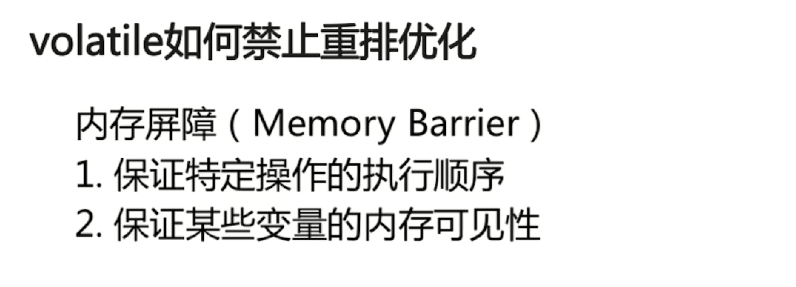 volatile如何禁止重排优化
内存屏障（Memory Barrier）
1. 保证特定操作的执行顺序
2. 保证某些变量的内存可见性